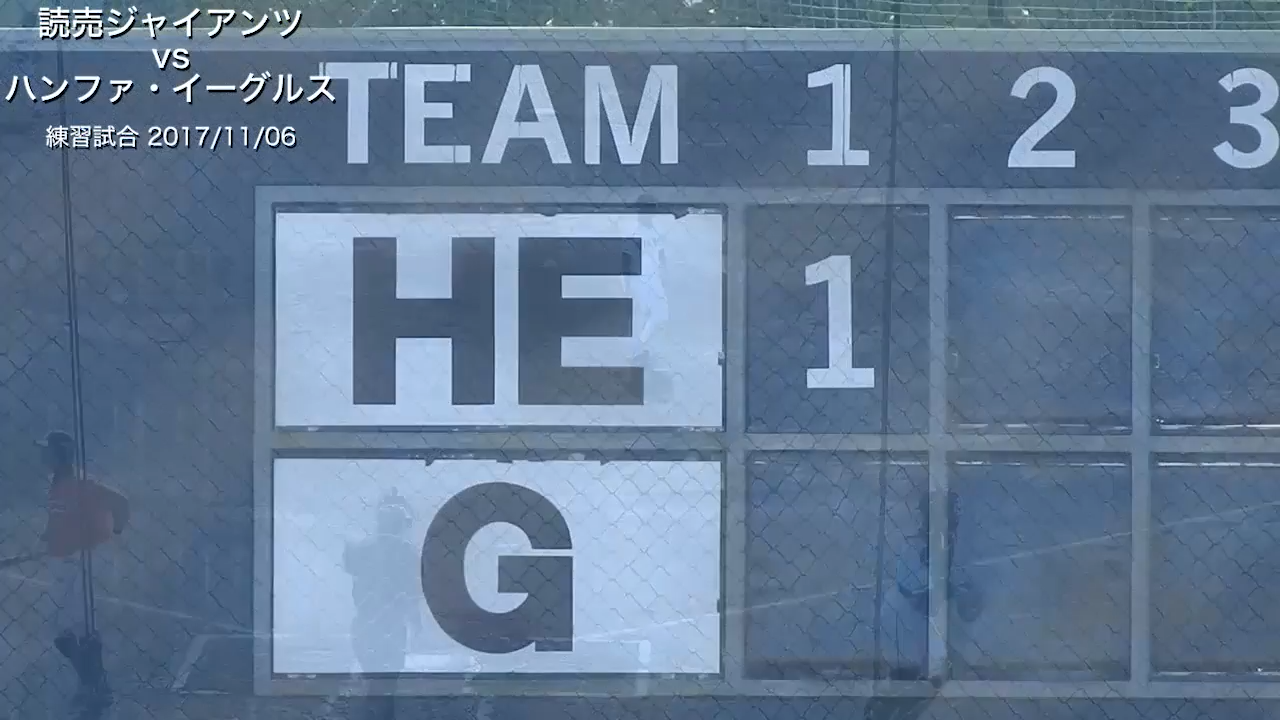 読売ジャイアンツ
vs
ハンファ・イーグルス
練習試合 2017/11/06
TEAM 1 2 3
HE 1
G